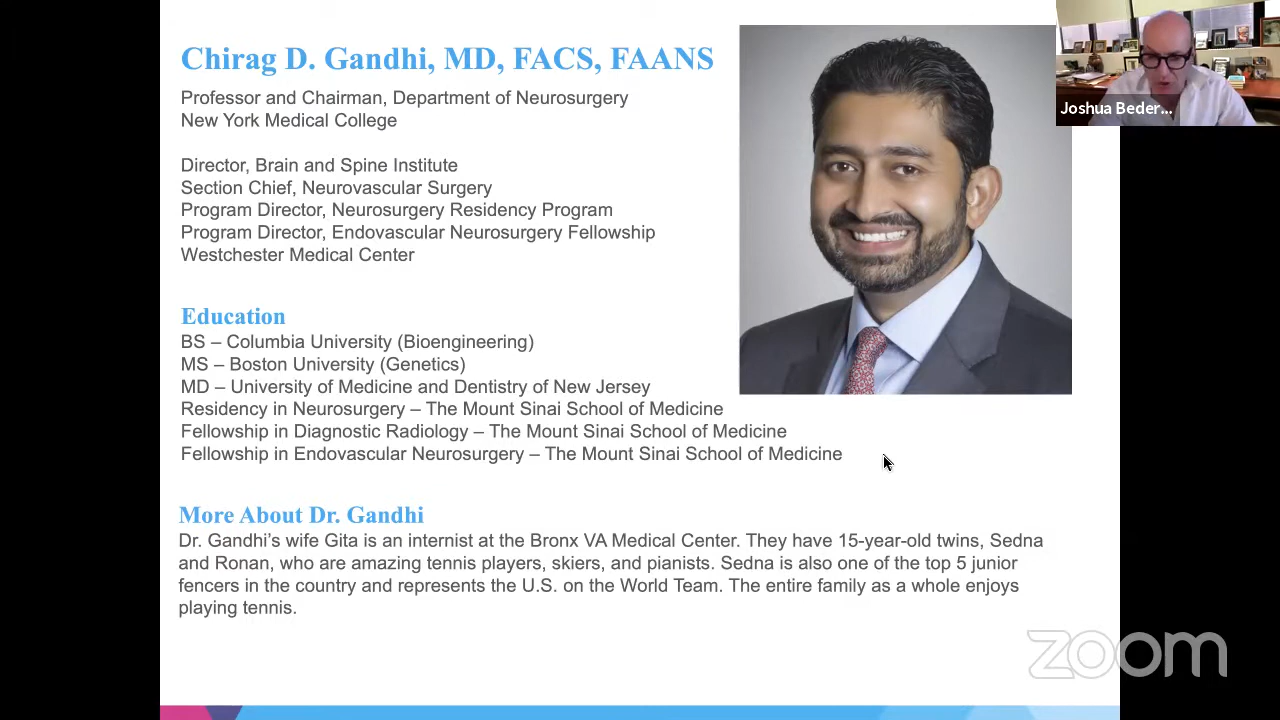 Chirag D. Gandhi, MD, FACS, FAANS
Professor and Chairman, Department of Neurosurgery
New York Medical College
Director, Brain and Spine Institute
Section Chief, Neurovascular Surgery
Program Director, Neurosurgery Residency Program
Program Director, Endovascular Neurosurgery Fellowship
Westchester Medical Center
Education
BS – Columbia University (Bioengineering)
MS – Boston University (Genetics)
MD – University of Medicine and Dentistry of New Jersey
Residency in Neurosurgery – The Mount Sinai School of Medicine
Fellowship in Diagnostic Radiology – The Mount Sinai School of Medicine
Fellowship in Endovascular Neurosurgery – The Mount Sinai School of Medicine
More About Dr. Gandhi
Dr. Gandhi’s wife Gita is an internist at the Bronx VA Medical Center. They have 15-year-old twins, Sedna
and Ronan, who are amazing tennis players, skiers, and pianists. Sedna is also one of the top 5 junior
fencers in the country and represents the U.S. on the World Team. The entire family as a whole enjoys
playing tennis.
Joshua Beder...
zoom